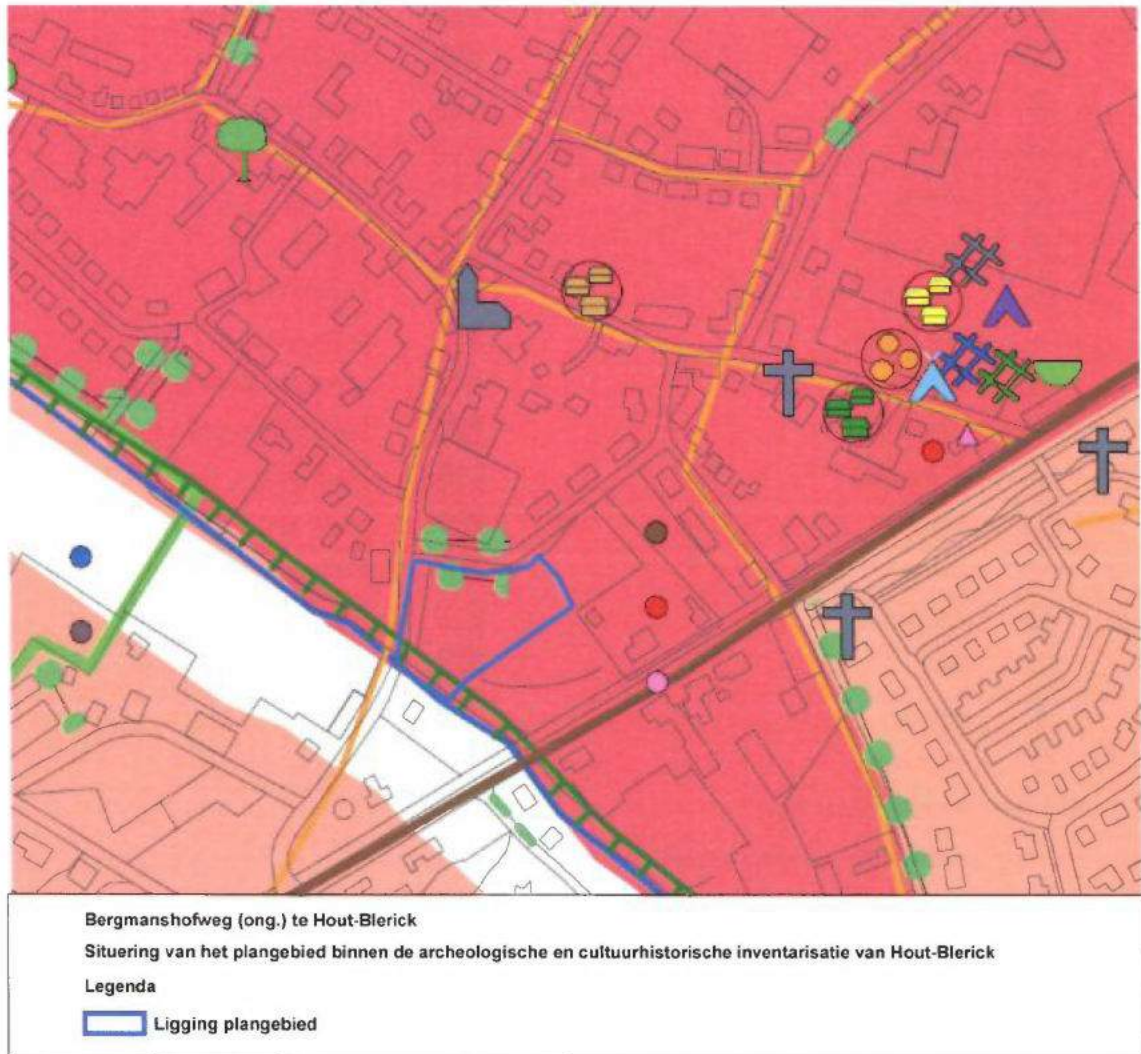 Bergmanshofweg (ong.) te Hout-Blerick
Situering van het plangebied binnen de archeologische en cultuurhistorische inventarisatie van Hout-Blerick
Legenda
Ligging plangebied